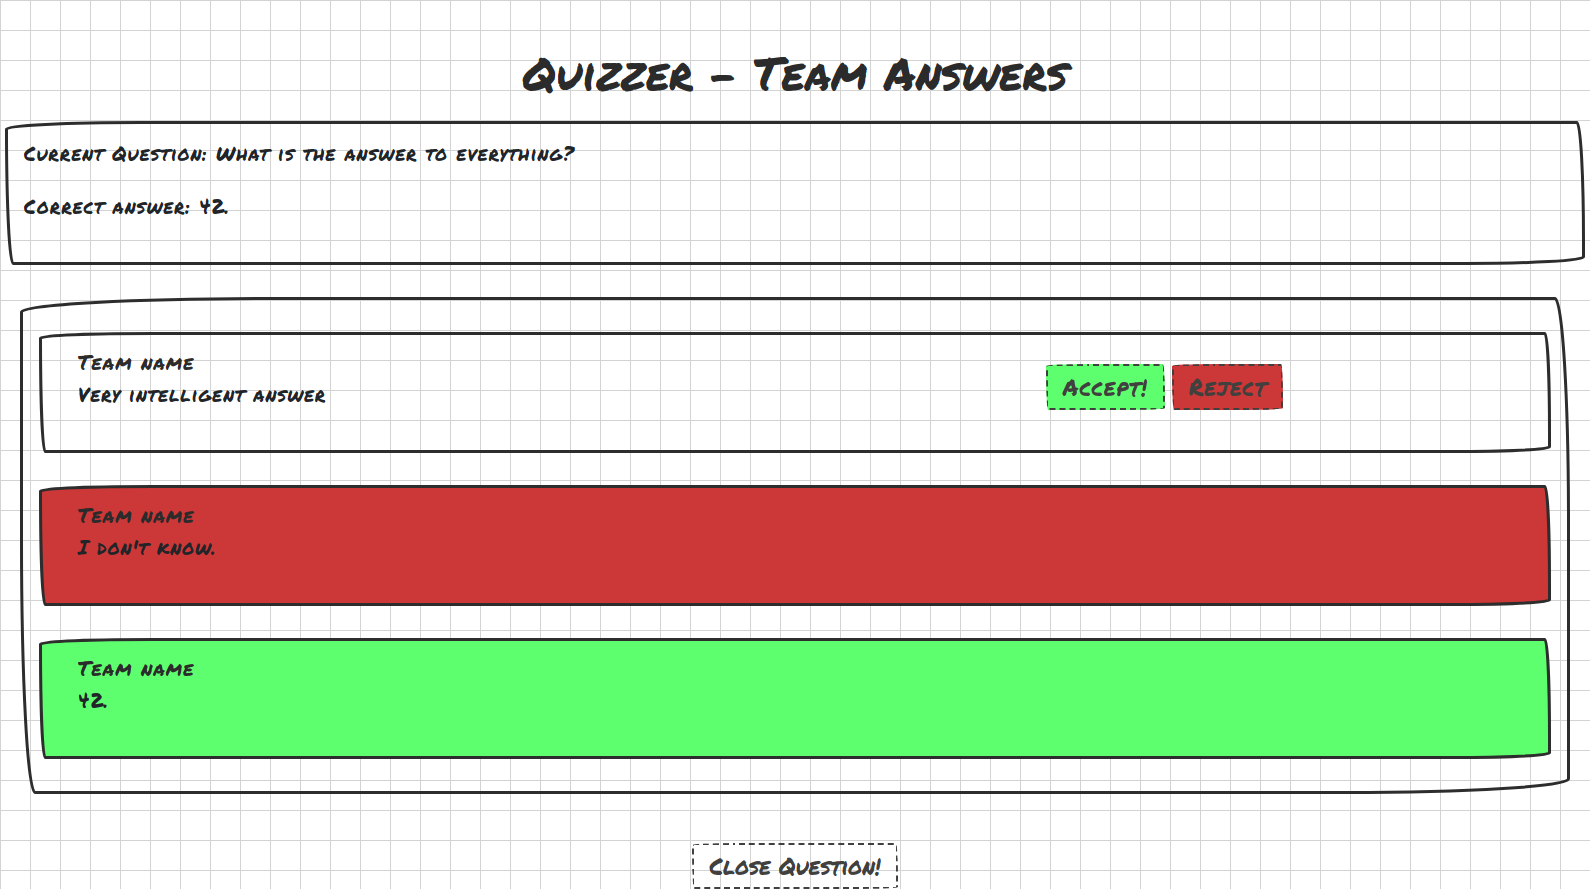 Quizzer - Team Answers
Current Question: What is the answer to everything?
Correct answer: 42.
Team name
Very intelligent answer
Accept!
Reject
Team name
I don't know.
Team name
42.
Close Question!